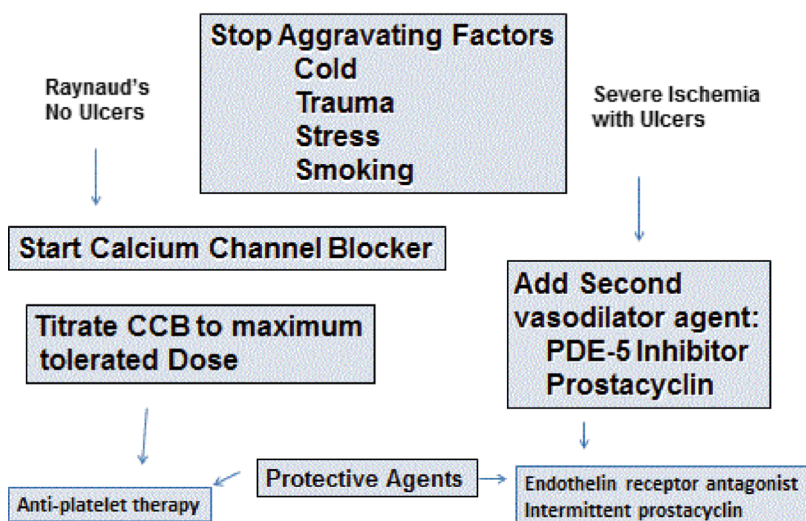 Stop Aggravating Factors
Cold
Trauma
Stress
Smoking
Raynaud's
No Ulcers
Severe Ischemia
with Ulcers
Start Calcium Channel Blocker
Titrate CCB to maximum
tolerated Dose
Add Second
vasodilator agent:
PDE-5 Inhibitor
Prostacyclin
Protective Agents
Anti-platelet therapy
Endothelin receptor antagonist
Intermittent prostacyclin